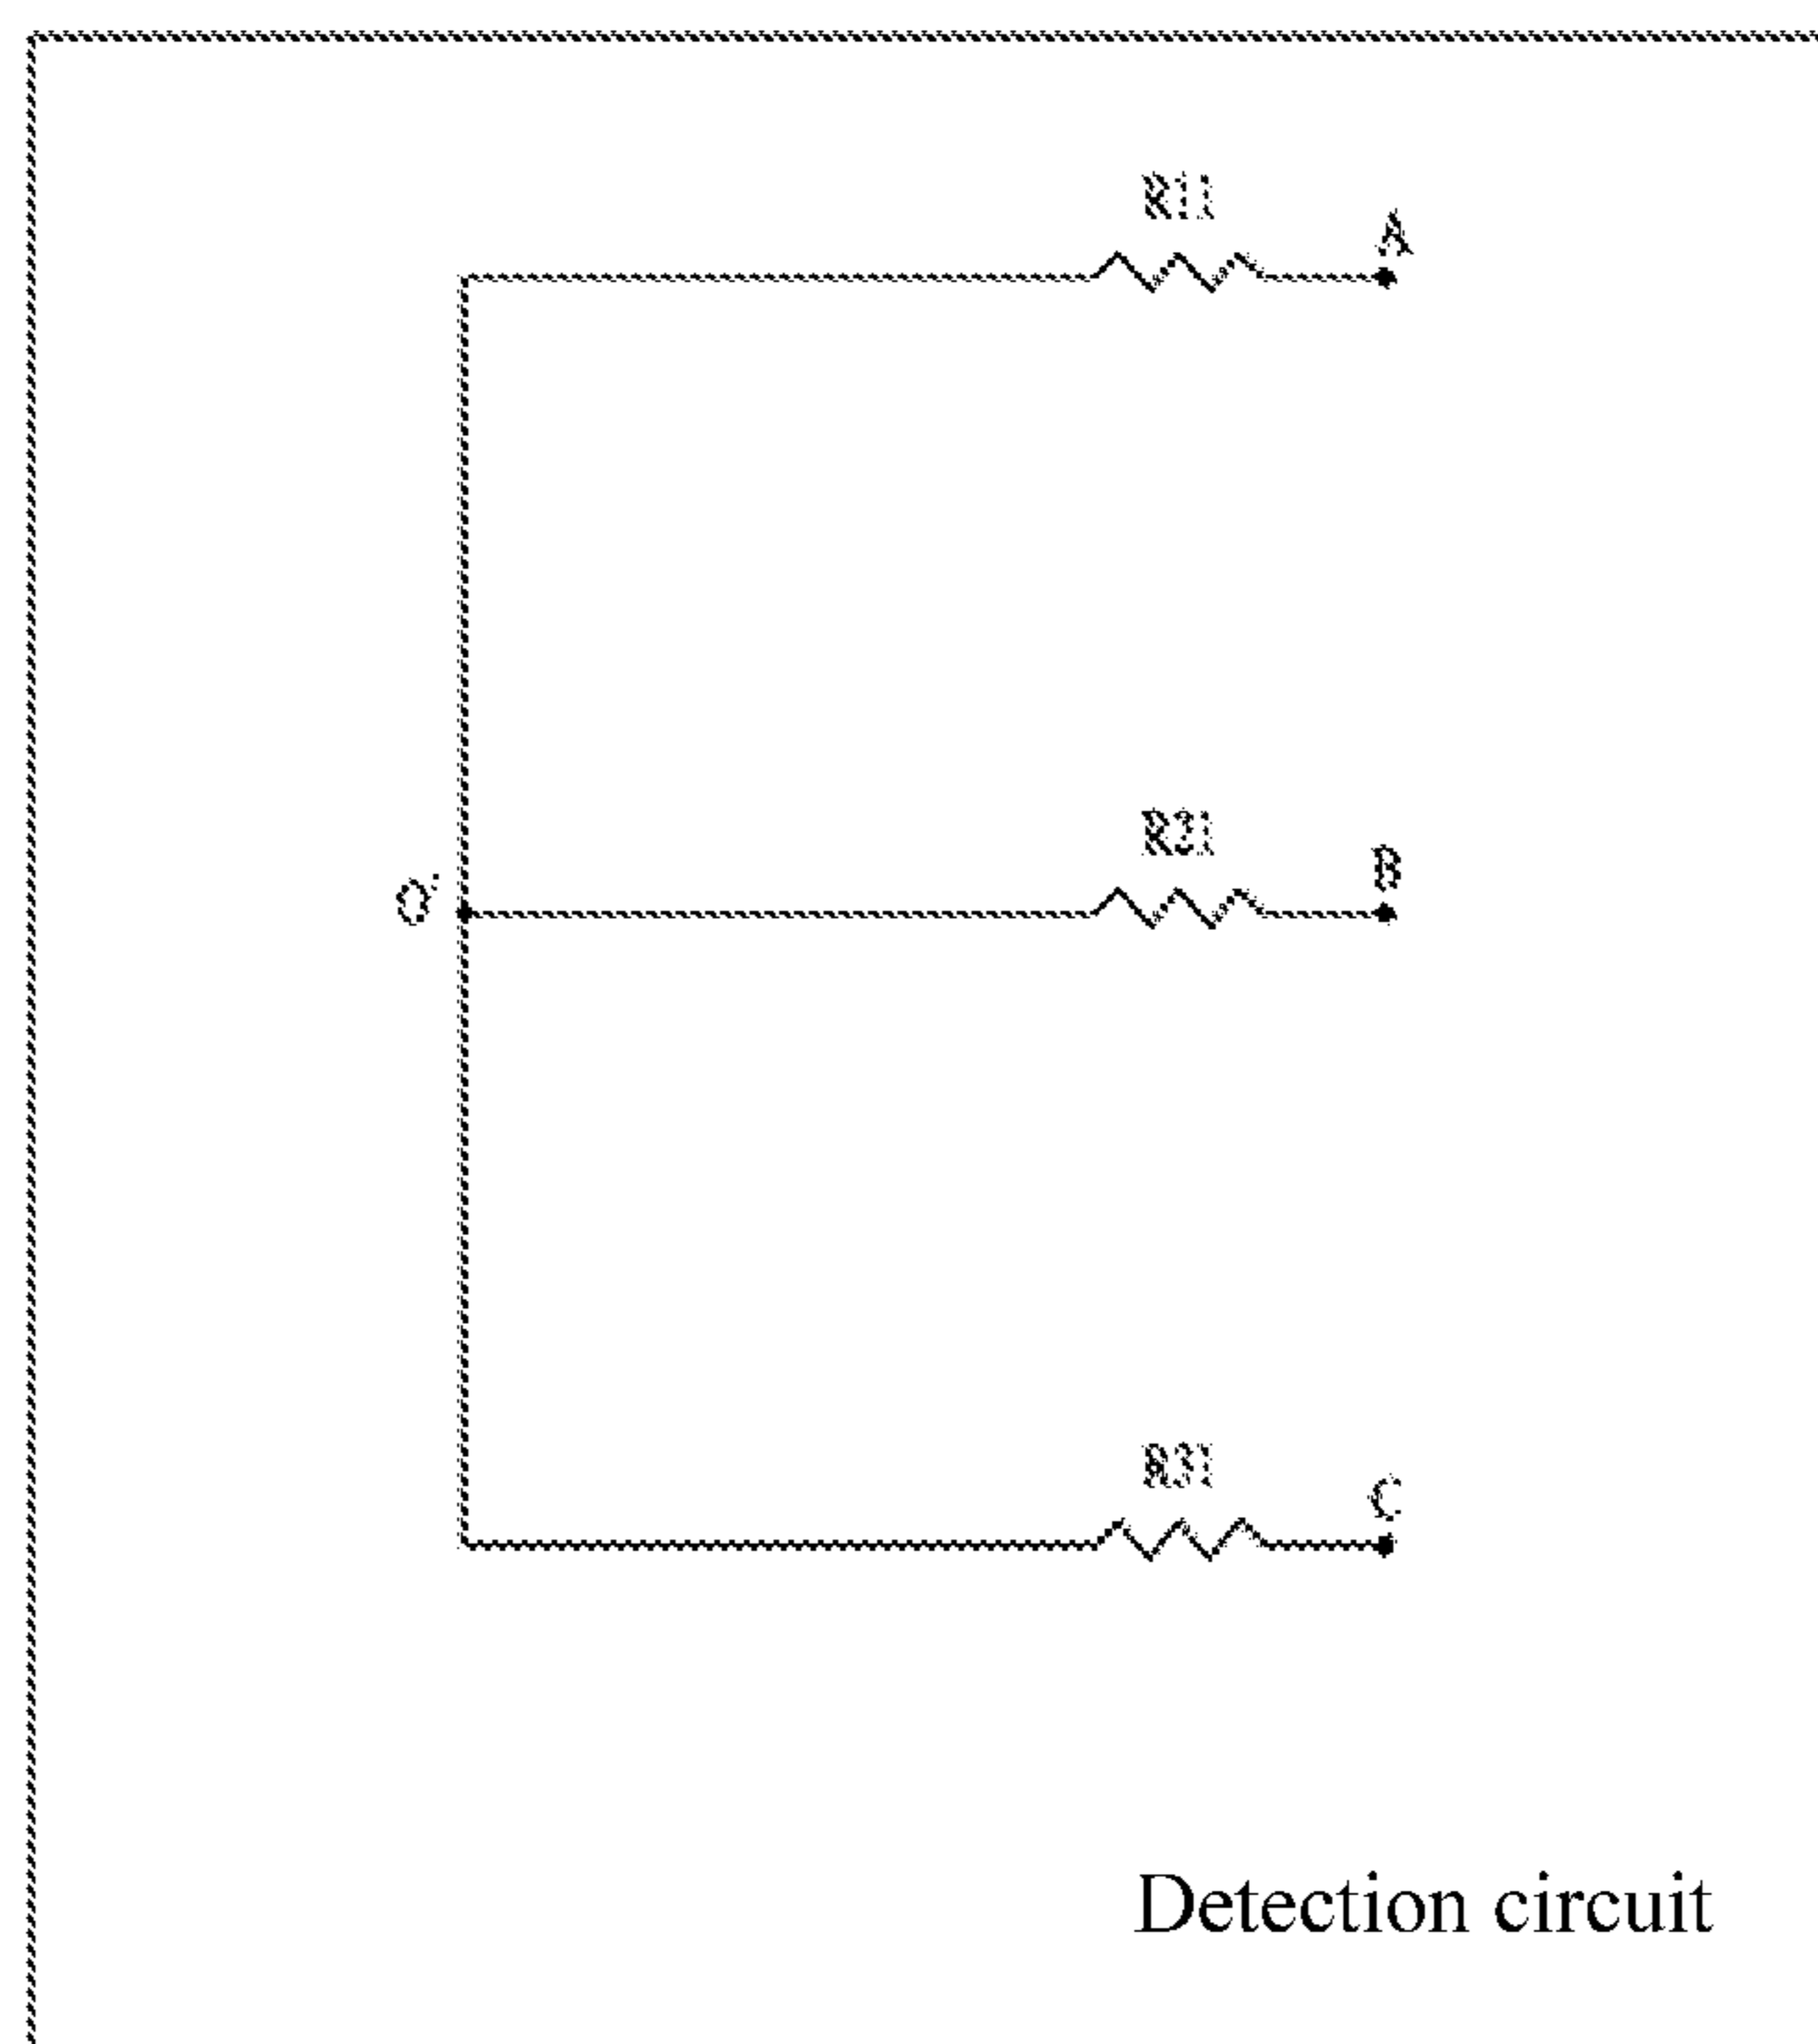 R11
A
R21
B
O'
R31
C
Detection circuit